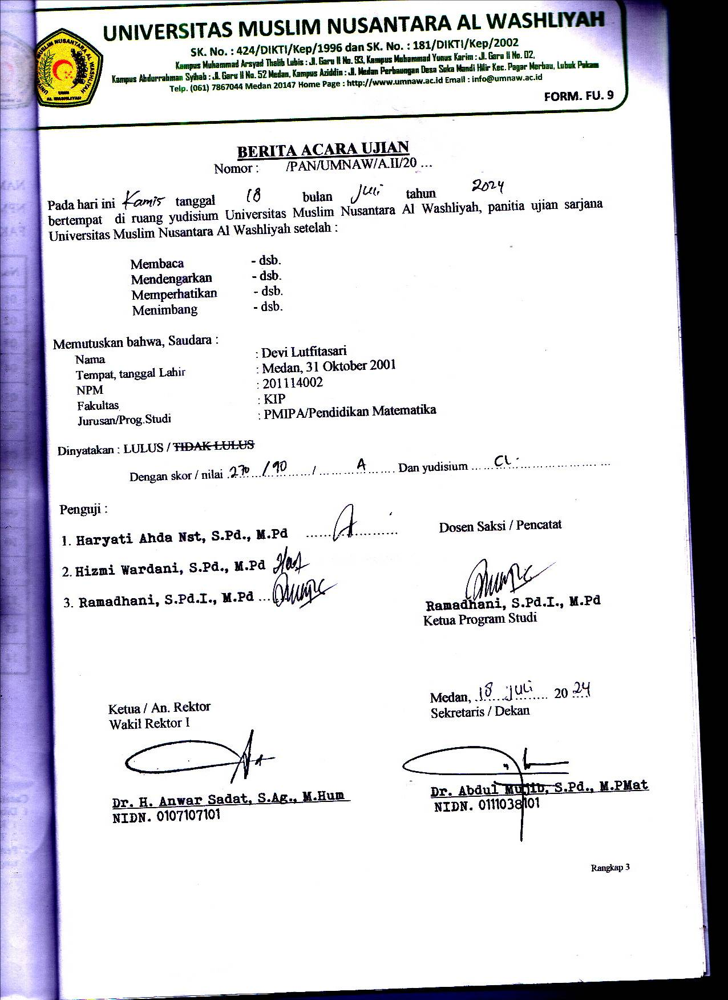 UNIVERSITAS MUSLIM NUSANTARA AL WASHLIYAH
SK. No. : 424/DIKTI/Kep/1996 dan SK. No. : 181/DIKTI/Kep/2002
Kampus Muhammad Arsyad Thalib Lubis : Jl. Garu II No. 93, Kampus Muhammad Yunus Karim : Jl. Garu II No. 02,
Kampus Abdurrahman Syihab : Jl. Garu II No. 52 Medan, Kampus Aziddin : Jl. Medan Perbaungan Desa Suka Mandi Hilir Kec. Pagar Merbau, Lubuk Pakam
Telp. (061) 7867044 Medan 20147 Home Page : http://www.umnaw.ac.id Email : info@umnaw.ac.id
FORM. FU. 9
BERITA ACARA UJIAN
Nomor : /PAN/UMNAW/A.II/20 ...
Pada hari ini Kamis tanggal 18 bulan Juli tahun 2024
bertempat di ruang yudisium Universitas Muslim Nusantara Al Washliyah, panitia ujian sarjana
Universitas Muslim Nusantara Al Washliyah setelah :
Membaca - dsb.
Mendengarkan - dsb.
Memperhatikan - dsb.
Menimbang - dsb.
Memutuskan bahwa, Saudara :
Nama : Devi Lutfitasari
Tempat, tanggal Lahir : Medan, 31 Oktober 2001
NPM : 201114002
Fakultas : KIP
Jurusan/Prog.Studi : PMIPA/Pendidikan Matematika
Dinyatakan : LULUS / TIDAK LULUS
Dengan skor / nilai 270 / 90 / A Dan yudisium CL.
Penguji :
1. Haryati Ahda Nst, S.Pd., M.Pd
Dosen Saksi / Pencatat
2. Hizmi Wardani, S.Pd., M.Pd
3. Ramadhani, S.Pd.I., M.Pd
Ramadhani, S.Pd.I., M.Pd
Ketua Program Studi
Medan, 18 Juli 20 24
Ketua / An. Rektor
Sekretaris / Dekan
Wakil Rektor I
Dr. H. Anwar Sadat, S.Ag., M.Hum
Dr. Abdul Mujib, S.Pd., M.PMat
NIDN. 0107107101
NIDN. 0111038101
Rangkap 3